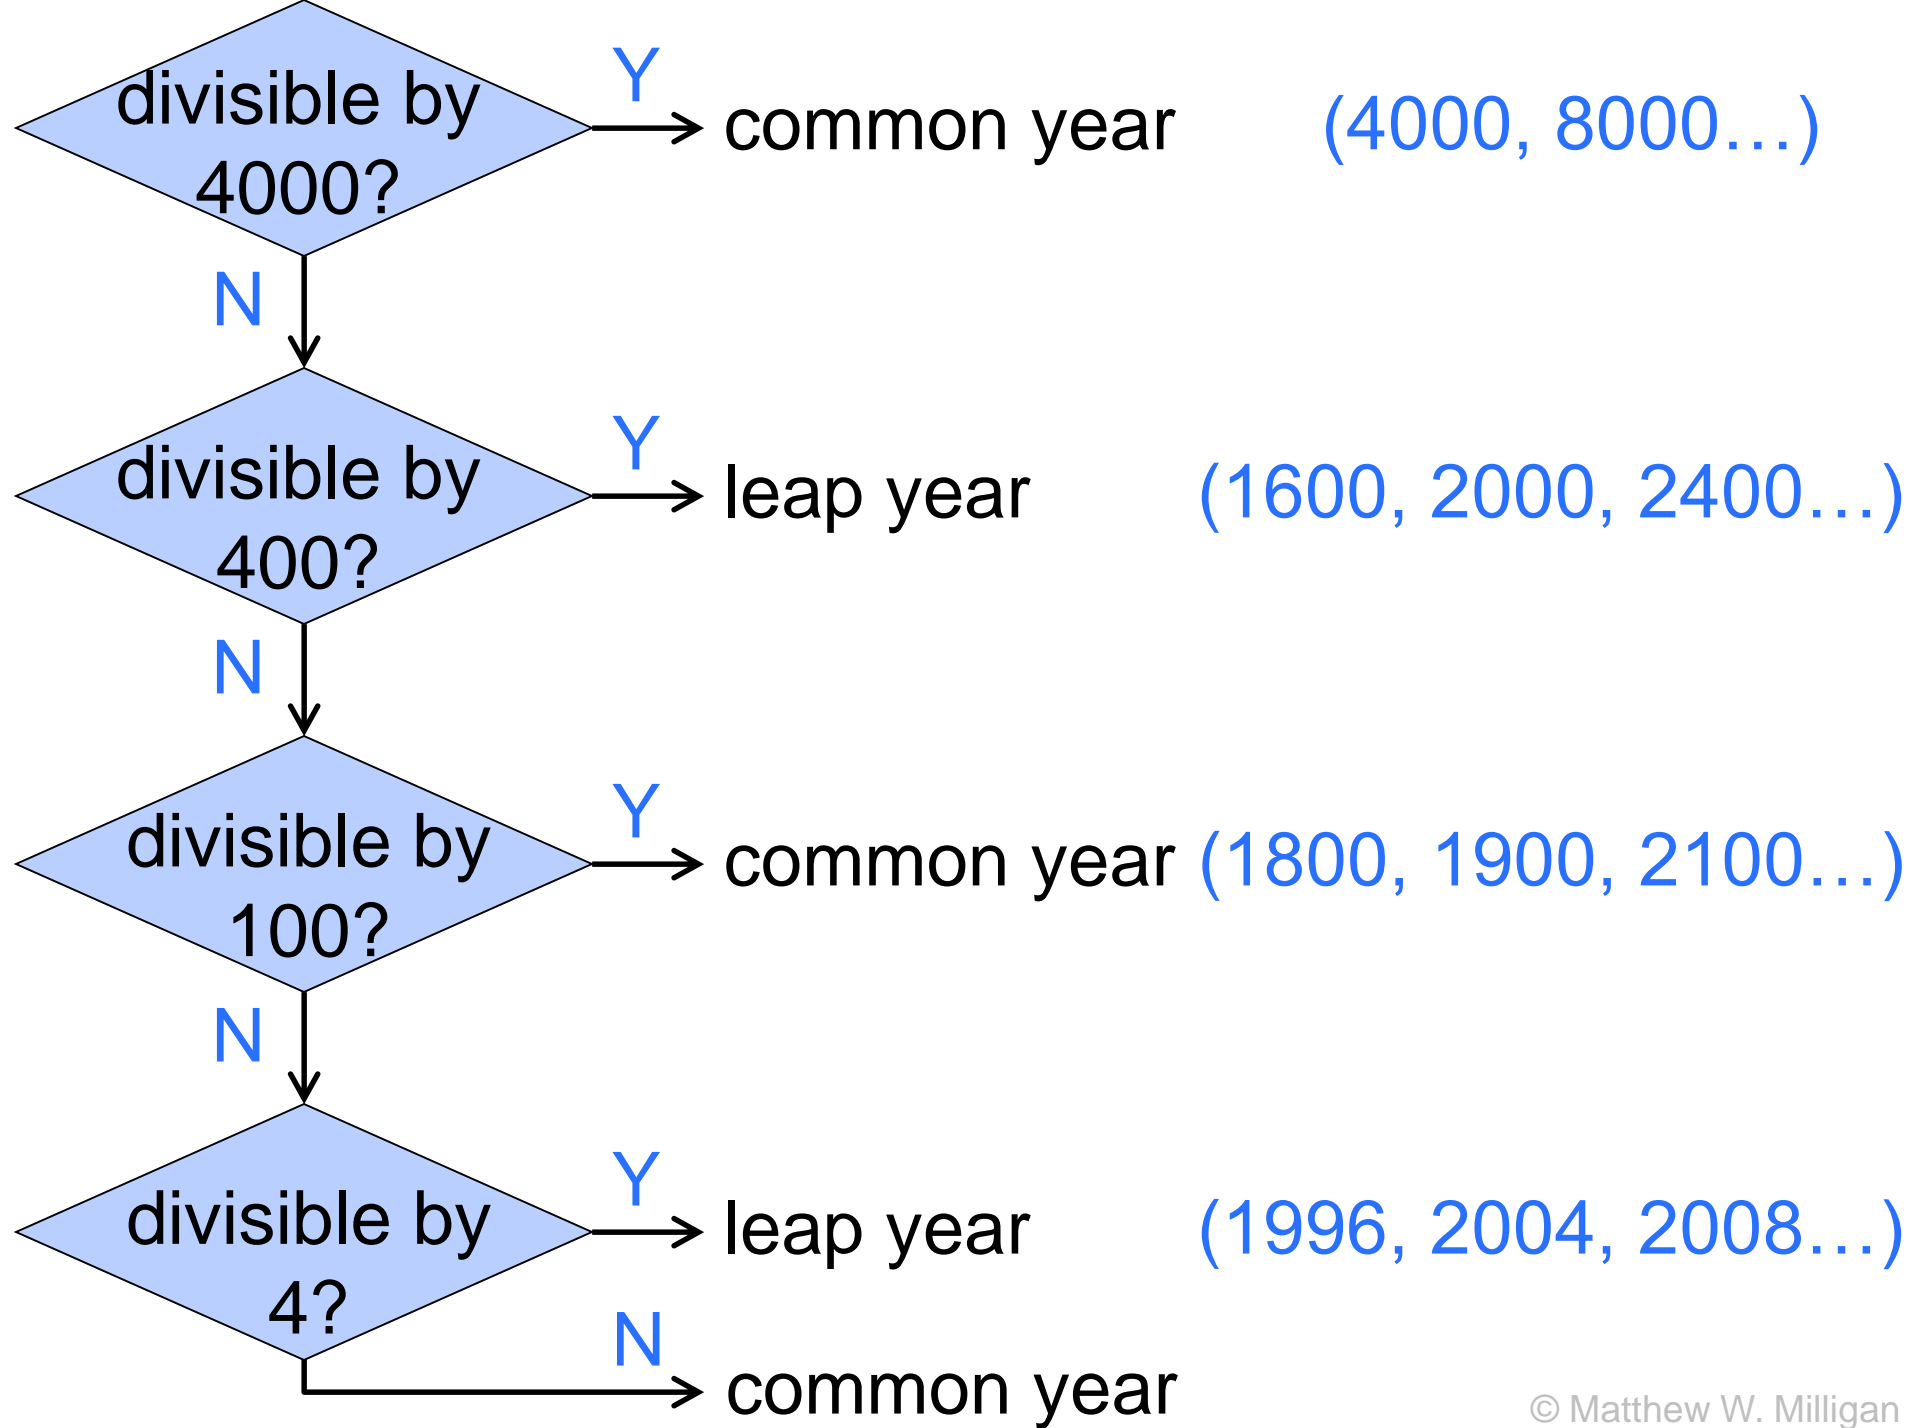 divisible by
4000?
Y
common year
(4000, 8000…)
N
divisible by
400?
Y
leap year
(1600, 2000, 2400…)
N
divisible by
100?
Y
common year
(1800, 1900, 2100…)
N
divisible by
4?
Y
leap year
(1996, 2004, 2008…)
N
common year
© Matthew W. Milligan